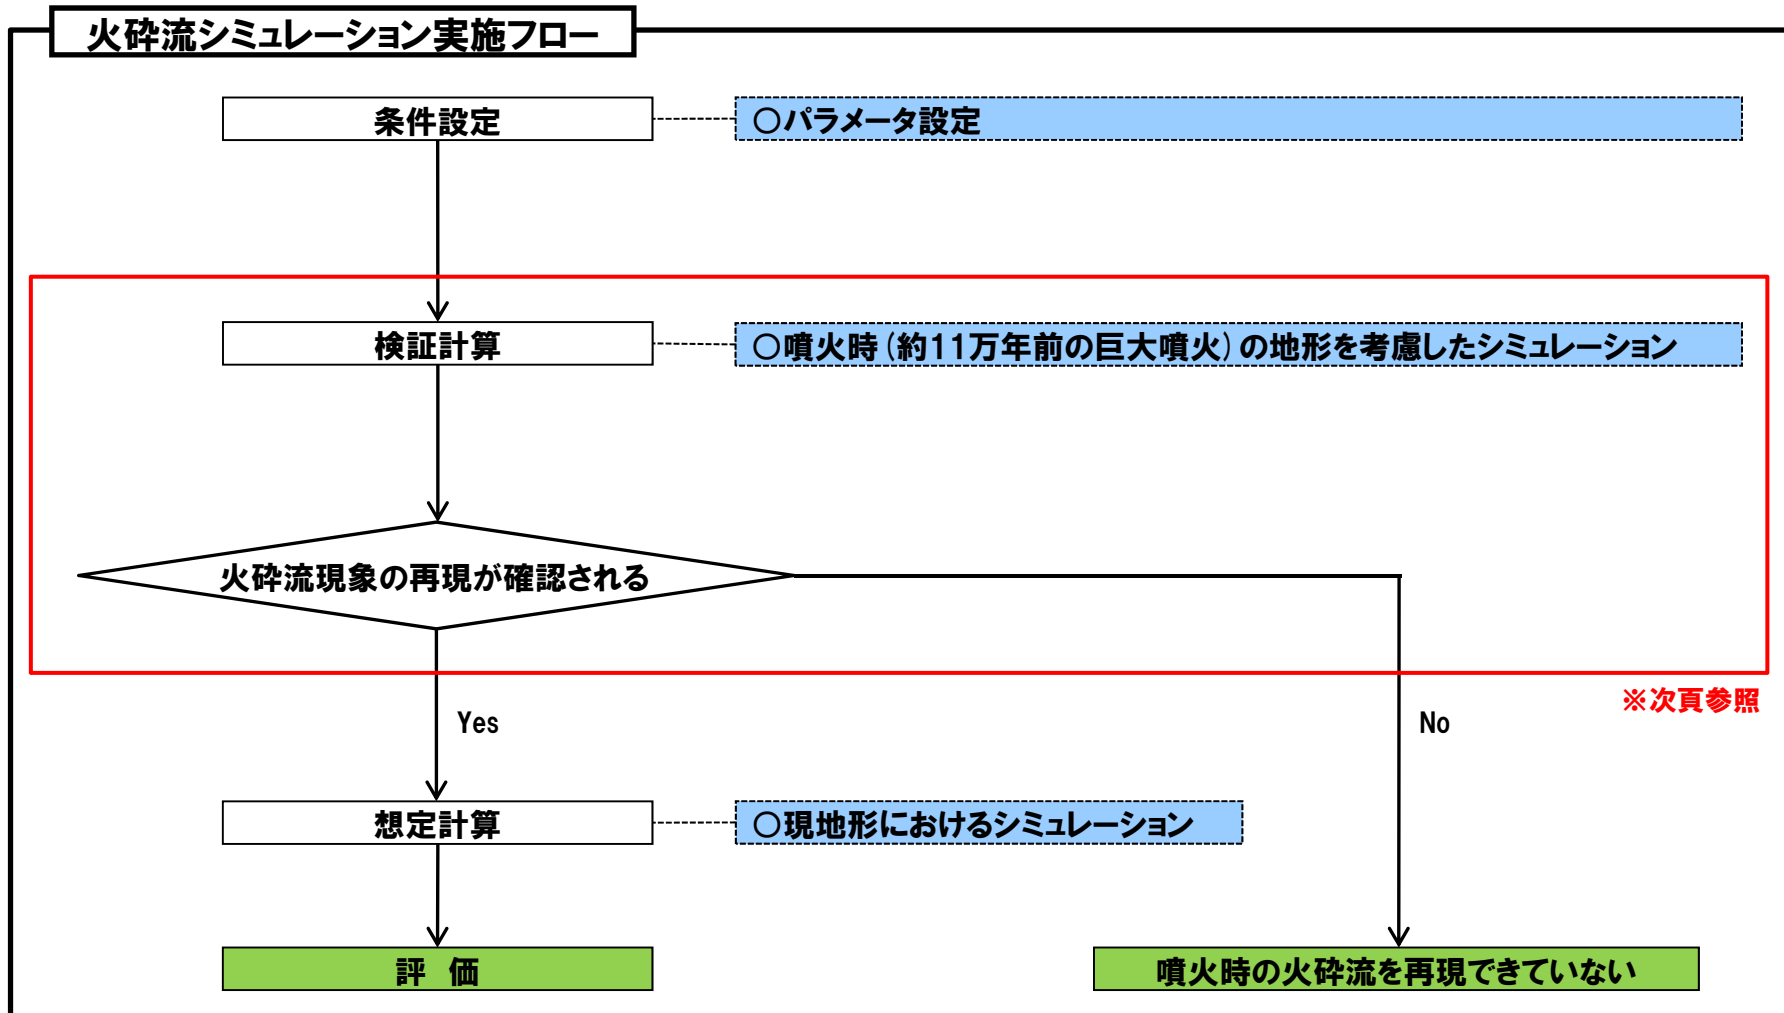 火砕流シミュレーション実施フロー
条件設定
○パラメータ設定
検証計算
○噴火時(約11万年前の巨大噴火)の地形を考慮したシミュレーション
火砕流現象の再現が確認される
※次頁参照
Yes
No
想定計算
○現地形におけるシミュレーション
評 価
噴火時の火砕流を再現できていない